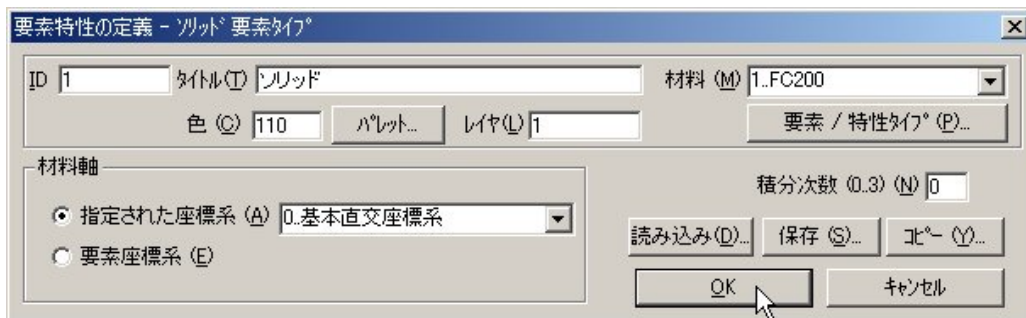 要素特性の定義 - ｿﾘｯﾄﾞ要素ﾀｲﾌﾟ
ID 1 ﾀｲﾄﾙ(T) ソリッド 材料 (M) 1..FC200
色 (C) 110 ﾊﾟﾚｯﾄ... ﾚｲﾔ(L) 1 要素 / 特性ﾀｲﾌﾟ(P)...
材料軸
積分次数 (0..3) (N) 0
指定された座標系 (A) 0..基本直交座標系
要素座標系 (E)
読み込み(D)... 保存 (S)... ｺﾋﾟｰ (Y)...
OK ｷｬﾝｾﾙ